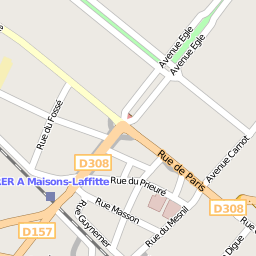 Avenue Eglé
Avenue Eglé
Rue du Fossé
Avenue Carnot
D308
Rue de Paris
RER A Maisons-Laffitte
Rue du Prieuré
D308
Rue Masson
Rue du Mesnil
Rue Guynemer
D157
Digue